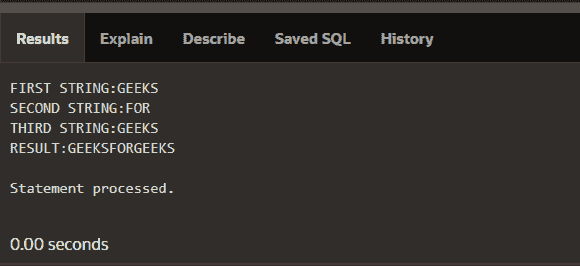 Results Explain Describe Saved SQL History
FIRST STRING:GEEKS
SECOND STRING:FOR
THIRD STRING:GEEKS
RESULT:GEEKSFORGEEKS
Statement processed.
0.00 seconds